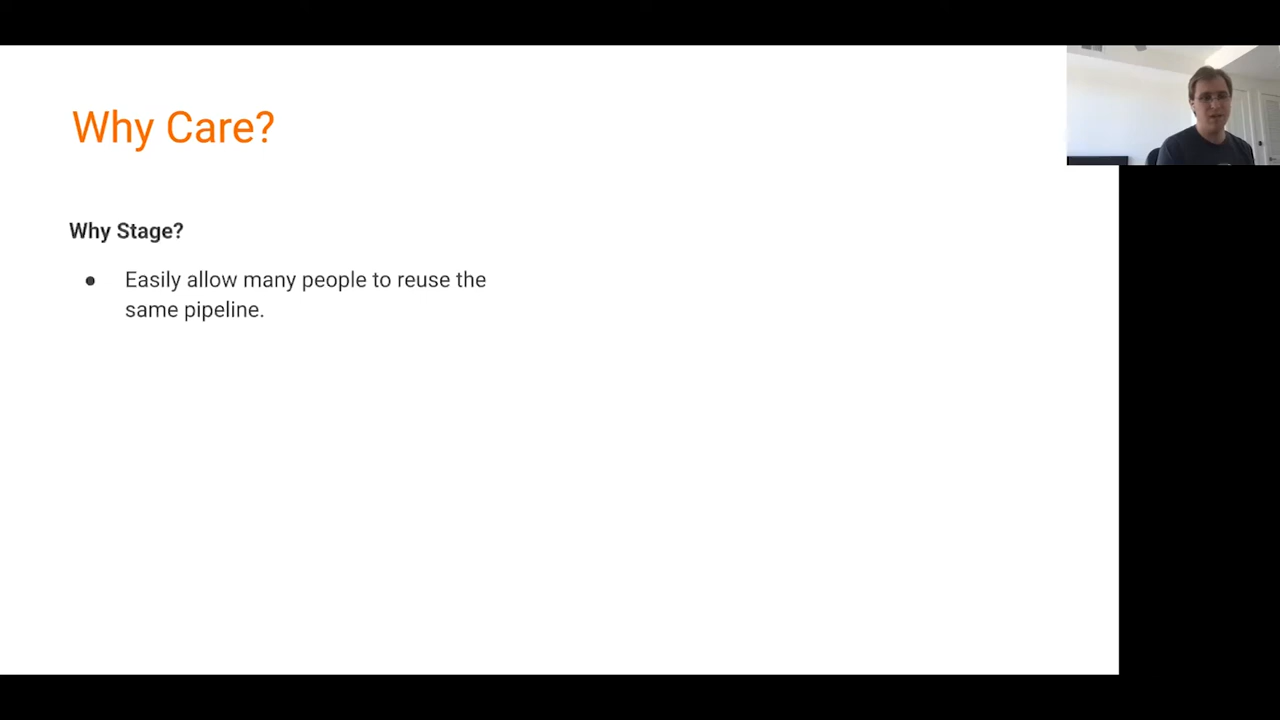 Why Care?
Why Stage?
● Easily allow many people to reuse the
same pipeline.